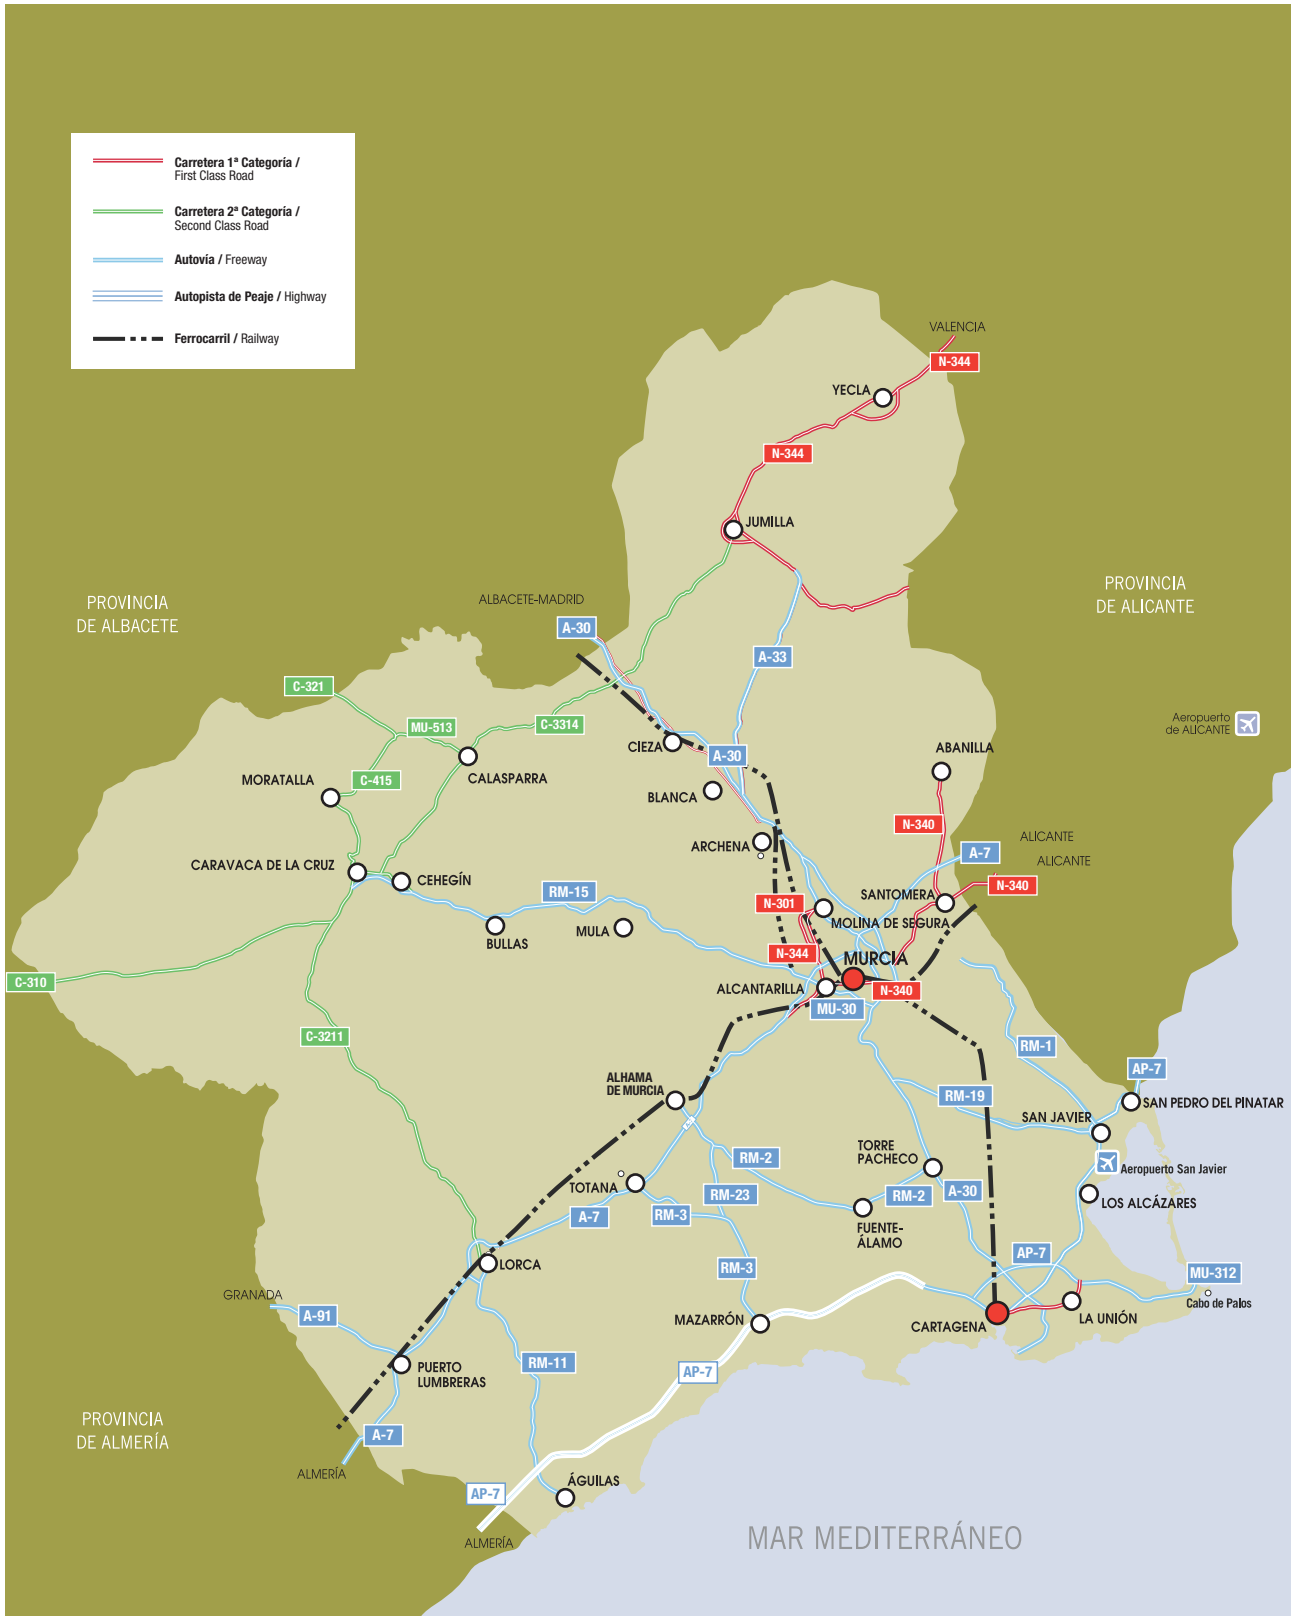 Carretera 1ª Categoría /
First Class Road
Carretera 2ª Categoría /
Second Class Road
Autovía / Freeway
Autopista de Peaje / Highway
Ferrocarril / Railway
VALENCIA
N-344
YECLA
N-344
JUMILLA
PROVINCIA
DE ALBACETE
ALBACETE-MADRID
A-30
A-33
PROVINCIA
DE ALICANTE
C-321
MU-513
C-3314
CIEZA
A-30
Aeropuerto
de ALICANTE
ABANILLA
MORATALLA
C-415
CALASPARRA
BLANCA
N-340
ARCHENA
ALICANTE
A-7
ALICANTE
CARAVACA DE LA CRUZ
CEHEGÍN
RM-15
N-301
SANTOMERA
N-340
BULLAS
MULA
MOLINA DE SEGURA
N-344
MURCIA
C-310
ALCANTARILLA
N-340
MU-30
C-3211
RM-1
AP-7
ALHAMA
DE MURCIA
RM-19
SAN PEDRO DEL PINATAR
SAN JAVIER
A-7
RM-2
TORRE
PACHECO
Aeropuerto San Javier
TOTANA
RM-23
RM-2
A-30
LOS ALCÁZARES
A-7
RM-3
FUENTE-
ÁLAMO
LORCA
RM-3
AP-7
MU-312
GRANADA
A-91
Cabo de Palos
MAZARRÓN
CARTAGENA
LA UNIÓN
PUERTO
LUMBRERAS
RM-11
AP-7
PROVINCIA
DE ALMERÍA
A-7
ALMERÍA
ÁGUILAS
AP-7
ALMERÍA
MAR MEDITERRÁNEO